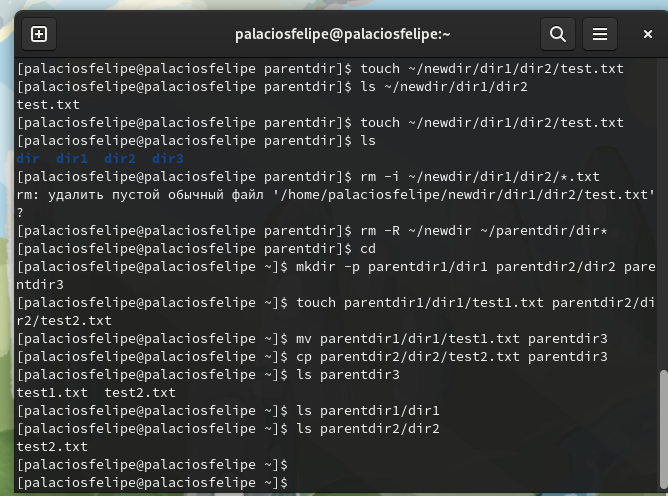 palaciosfelipe@palaciosfelipe:~
[palaciosfelipe@palaciosfelipe parentdir]$ touch ~/newdir/dir1/dir2/test.txt
[palaciosfelipe@palaciosfelipe parentdir]$ ls ~/newdir/dir1/dir2
test.txt
[palaciosfelipe@palaciosfelipe parentdir]$ touch ~/newdir/dir1/dir2/test.txt
[palaciosfelipe@palaciosfelipe parentdir]$ ls
dir  dir1  dir2  dir3
[palaciosfelipe@palaciosfelipe parentdir]$ rm -i ~/newdir/dir1/dir2/*.txt
rm: удалить пустой обычный файл '/home/palaciosfelipe/newdir/dir1/dir2/test.txt'
?
[palaciosfelipe@palaciosfelipe parentdir]$ rm -R ~/newdir ~/parentdir/dir*
[palaciosfelipe@palaciosfelipe parentdir]$ cd
[palaciosfelipe@palaciosfelipe ~]$ mkdir -p parentdir1/dir1 parentdir2/dir2 pare
ntdir3
[palaciosfelipe@palaciosfelipe ~]$ touch parentdir1/dir1/test1.txt parentdir2/di
r2/test2.txt
[palaciosfelipe@palaciosfelipe ~]$ mv parentdir1/dir1/test1.txt parentdir3
[palaciosfelipe@palaciosfelipe ~]$ cp parentdir2/dir2/test2.txt parentdir3
[palaciosfelipe@palaciosfelipe ~]$ ls parentdir3
test1.txt  test2.txt
[palaciosfelipe@palaciosfelipe ~]$ ls parentdir1/dir1
[palaciosfelipe@palaciosfelipe ~]$ ls parentdir2/dir2
test2.txt
[palaciosfelipe@palaciosfelipe ~]$
[palaciosfelipe@palaciosfelipe ~]$